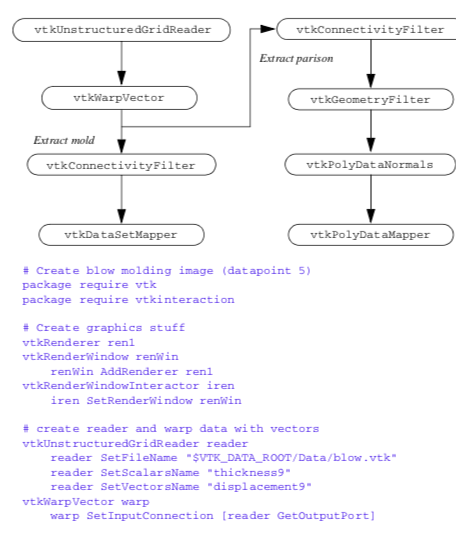 vtkUnstructuredGridReader
vtkWarpVector
Extract mold
vtkConnectivityFilter
vtkDataSetMapper
vtkConnectivityFilter
Extract parison
vtkGeometryFilter
vtkPolyDataNormals
vtkPolyDataMapper
# Create blow molding image (datapoint 5)
package require vtk
package require vtkinteraction
# Create graphics stuff
vtkRenderer ren1
vtkRenderWindow renWin
renWin AddRenderer ren1
vtkRenderWindowInteractor iren
iren SetRenderWindow renWin
# create reader and warp data with vectors
vtkUnstructuredGridReader reader
reader SetFileName "$VTK_DATA_ROOT/Data/blow.vtk"
reader SetScalarsName "thickness9"
reader SetVectorsName "displacement9"
vtkWarpVector warp
warp SetInputConnection [reader GetOutputPort]